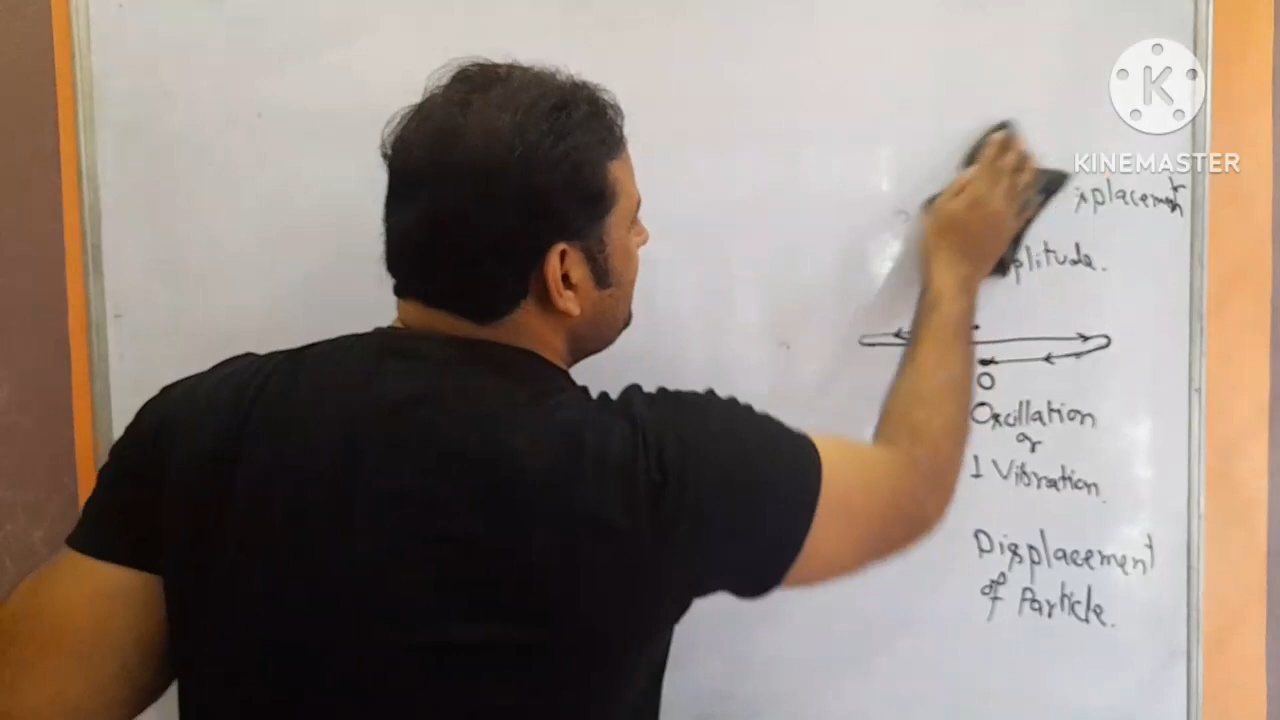 K
KINEMASTER
isplacement
plitude.
O
Oscillation
or
1 Vibration.
Displacement
of Particle.